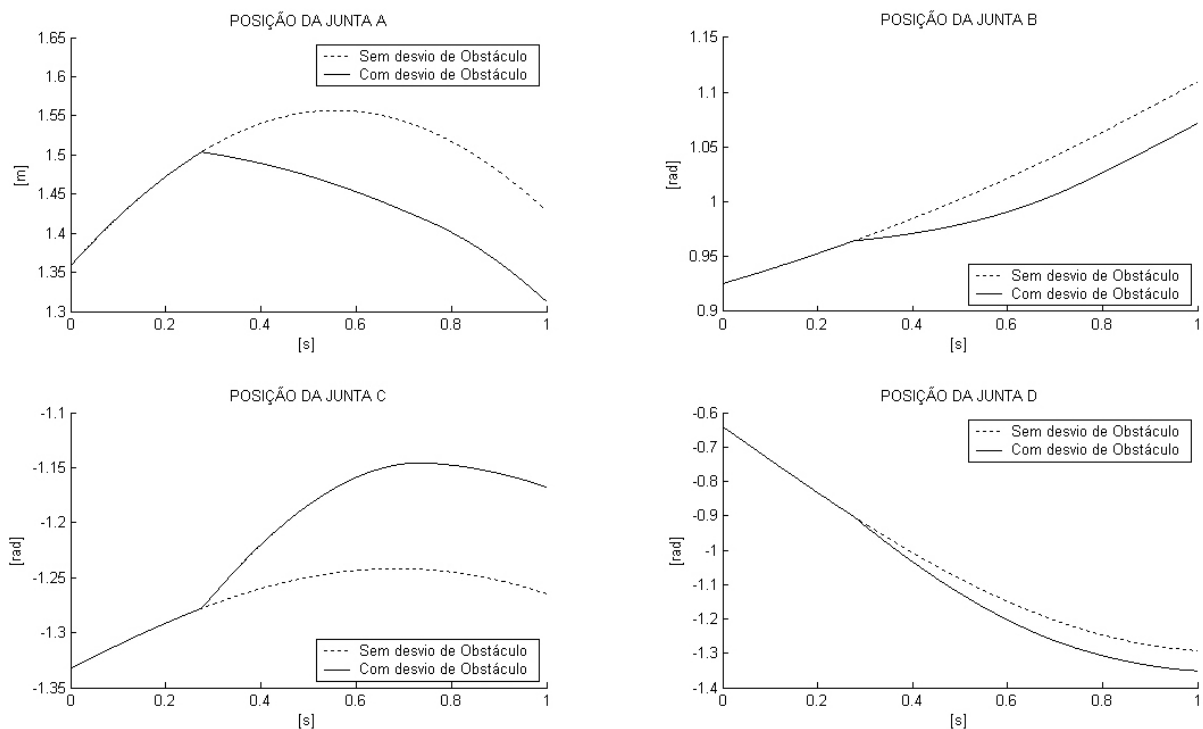 POSIÇÃO DA JUNTA A
1.65
1.6
1.55
1.5
1.45
1.4
1.35
1.3
[m]
0 0.2 0.4 0.6 0.8 1
[s]
Sem desvio de Obstáculo
Com desvio de Obstáculo
POSIÇÃO DA JUNTA B
1.15
1.1
1.05
1
0.95
0.9
[rad]
0 0.2 0.4 0.6 0.8 1
[s]
Sem desvio de Obstáculo
Com desvio de Obstáculo
POSIÇÃO DA JUNTA C
-1.1
-1.15
-1.2
-1.25
-1.3
-1.35
[rad]
0 0.2 0.4 0.6 0.8 1
[s]
Sem desvio de Obstáculo
Com desvio de Obstáculo
POSIÇÃO DA JUNTA D
-0.6
-0.7
-0.8
-0.9
-1
-1.1
-1.2
-1.3
-1.4
[rad]
0 0.2 0.4 0.6 0.8 1
[s]
Sem desvio de Obstáculo
Com desvio de Obstáculo